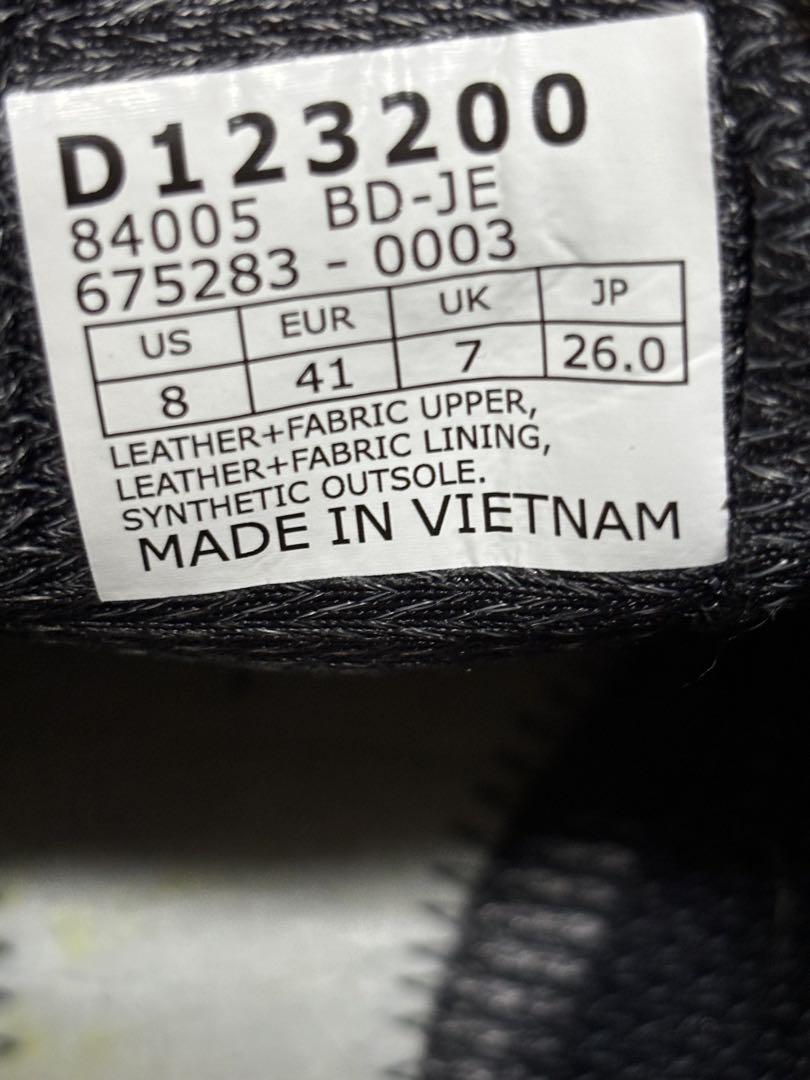 D123200
84005 BD-JE
675283 - 0003
US EUR UK JP
8 41 7 26.0
LEATHER+FABRIC UPPER,
LEATHER+FABRIC LINING,
SYNTHETIC OUTSOLE.
MADE IN VIETNAM